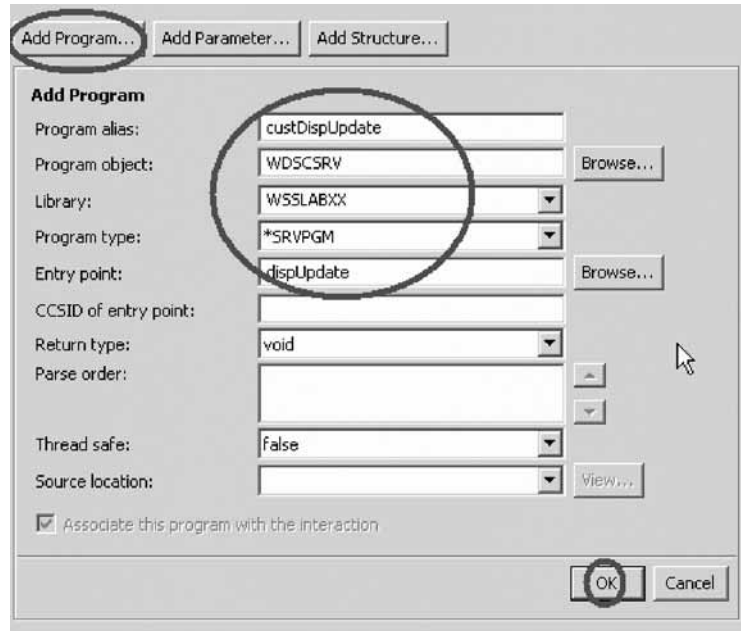 Add Program... Add Parameter... Add Structure...
Add Program
Program alias: custDispUpdate
Program object: WDSCSRV Browse...
Library: WSSLABXX
Program type: *SRVPGM
Entry point: dispUpdate Browse...
CCSID of entry point:
Return type: void
Parse order:
Thread safe: false
Source location: View...
Associate this program with the interaction
OK Cancel